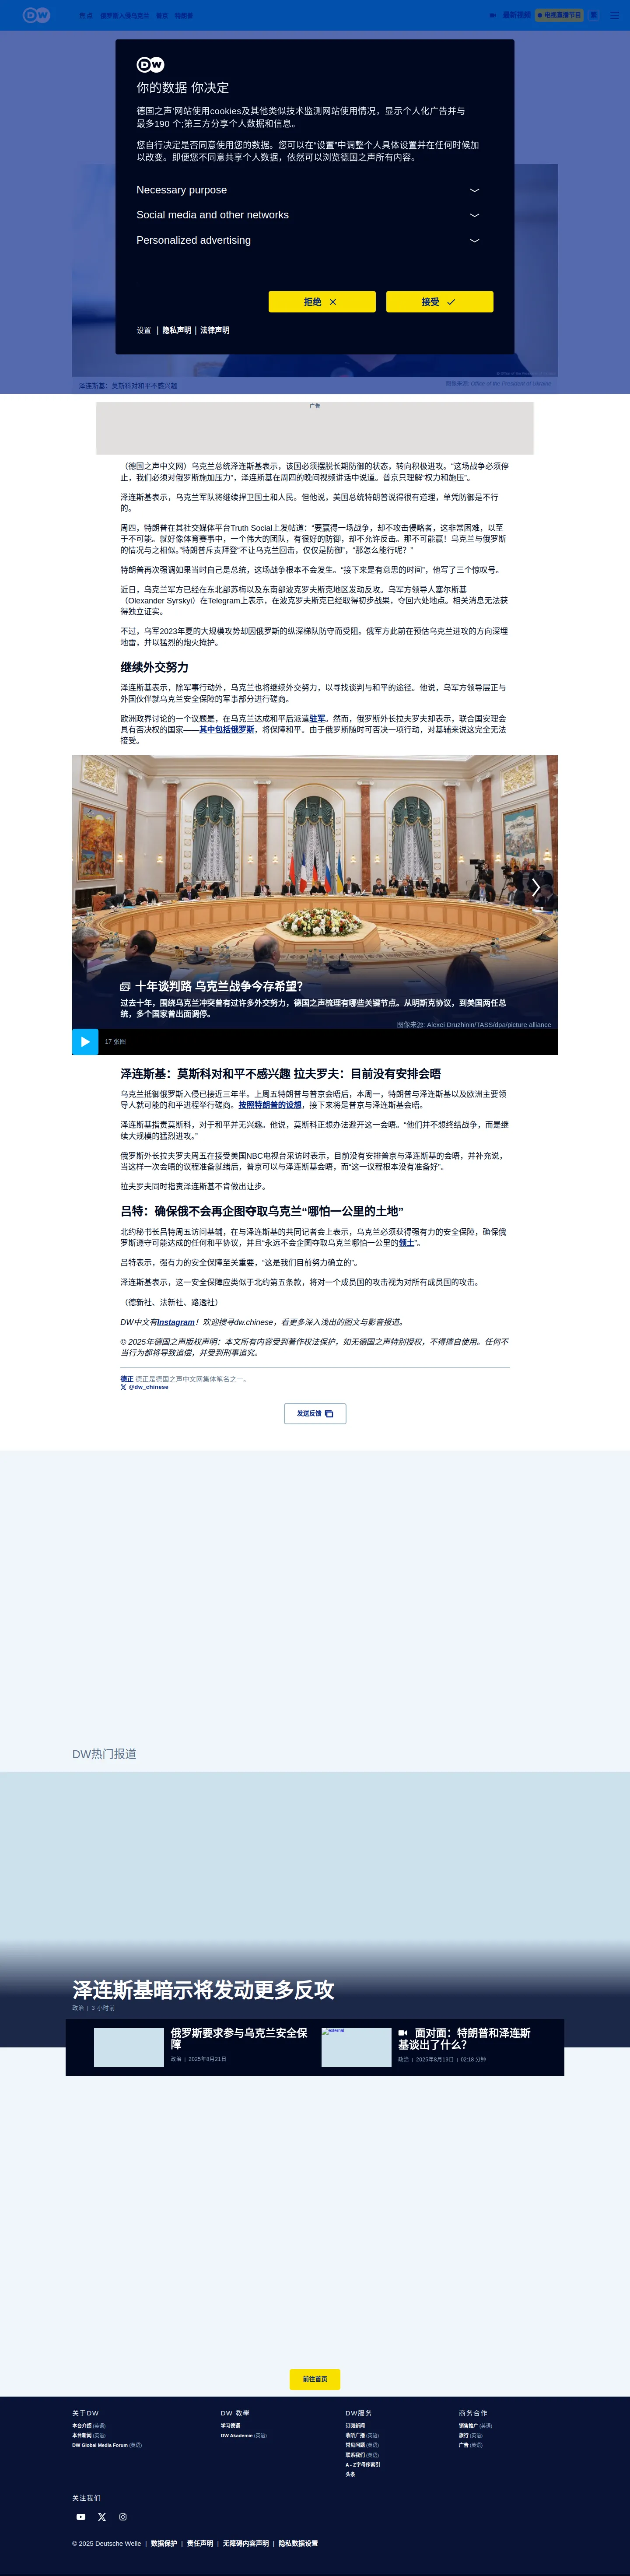 DW
热点 俄罗斯入侵乌克兰 普京 特朗普
最新视频 电视直播节目 繁
DW
你的数据 你决定
德国之声'网站使用cookies及其他类似技术监测网站使用情况，显示个人化广告并与
最多190 个;第三方分享个人数据和信息。
您自行决定是否同意使用您的数据。您可以在“设置”中调整个人具体设置并在任何时候加
以改变。即便您不同意共享个人数据，依然可以浏览德国之声所有内容。
Necessary purpose
Social media and other networks
Personalized advertising
拒绝 接受
设置 | 隐私声明 | 法律声明
泽连斯基：莫斯科对和平不感兴趣
图像来源: Office of the President of Ukraine
广告
（德国之声中文网）乌克兰总统泽连斯基表示，该国必须摆脱长期防御的状态，转向积极进攻。“这场战争必须停
止，我们必须对俄罗斯施加压力”，泽连斯基在周四的晚间视频讲话中说道。普京只理解“权力和施压”。
泽连斯基表示，乌克兰军队将继续捍卫国土和人民。但他说，美国总统特朗普说得很有道理，单凭防御是不行
的。
周四，特朗普在其社交媒体平台Truth Social上发帖道：“要赢得一场战争，却不攻击侵略者，这非常困难，以至
于不可能。就好像体育赛事中，一个伟大的团队，有很好的防御，却不允许反击。那不可能赢！乌克兰与俄罗斯
的情况与之相似。”特朗普斥责拜登“不让乌克兰回击，仅仅是防御”，“那怎么能行呢？”
特朗普再次强调如果当时自己是总统，这场战争根本不会发生。“接下来是有意思的时间”，他写了三个惊叹号。
近日，乌克兰军方已经在东北部苏梅以及东南部波克罗夫斯克地区发动反攻。乌军方领导人塞尔斯基
（Olexander Syrskyi）在Telegram上表示，在波克罗夫斯克已经取得初步战果，夺回六处地点。相关消息无法获
得独立证实。
不过，乌军2023年夏的大规模攻势却因俄罗斯的纵深梯队防守而受阻。俄军方此前在预估乌克兰进攻的方向深埋
地雷，并以猛烈的炮火掩护。
继续外交努力
泽连斯基表示，除军事行动外，乌克兰也将继续外交努力，以寻找谈判与和平的途径。他说，乌军方领导层正与
外国伙伴就乌克兰安全保障的军事部分进行磋商。
欧洲政界讨论的一个议题是，在乌克兰达成和平后派遣驻军。然而，俄罗斯外长拉夫罗夫却表示，联合国安理会
具有否决权的国家——其中包括俄罗斯，将保障和平。由于俄罗斯随时可否决一项行动，对基辅来说这完全无法
接受。
十年谈判路 乌克兰战争今存希望？
过去十年，围绕乌克兰冲突曾有过许多外交努力，德国之声梳理有哪些关键节点。从明斯克协议，到美国两任总
统，多个国家曾出面调停。
图像来源: Alexei Druzhinin/TASS/dpa/picture alliance
17 张图
泽连斯基：莫斯科对和平不感兴趣 拉夫罗夫：目前没有安排会晤
乌克兰抵御俄罗斯入侵已接近三年半。上周五特朗普与普京会晤后，本周一，特朗普与泽连斯基以及欧洲主要领
导人就可能的和平进程举行磋商。按照特朗普的设想，接下来将是普京与泽连斯基会晤。
泽连斯基指责莫斯科，对于和平并无兴趣。他说，莫斯科正想办法避开这一会晤。“他们并不想终结战争，而是继
续大规模的猛烈进攻。”
俄罗斯外长拉夫罗夫周五在接受美国NBC电视台采访时表示，目前没有安排普京与泽连斯基的会晤，并补充说，
当这样一次会晤的议程准备就绪后，普京可以与泽连斯基会晤，而“这一议程根本没有准备好”。
拉夫罗夫同时指责泽连斯基不肯做出让步。
吕特：确保俄不会再企图夺取乌克兰“哪怕一公里的土地”
北约秘书长吕特周五访问基辅，在与泽连斯基的共同记者会上表示，乌克兰必须获得强有力的安全保障，确保俄
罗斯遵守可能达成的任何和平协议，并且“永远不会企图夺取乌克兰哪怕一公里的领土”。
吕特表示，强有力的安全保障至关重要，“这是我们目前努力确立的”。
泽连斯基表示，这一安全保障应类似于北约第五条款，将对一个成员国的攻击视为对所有成员国的攻击。
（德新社、法新社、路透社）
DW中文有Instagram！欢迎搜寻dw.chinese，看更多深入浅出的图文与影音报道。
© 2025年德国之声版权声明：本文所有内容受到著作权法保护，如无德国之声特别授权，不得擅自使用。任何不
当行为都将导致追偿，并受到刑事追究。
德正 德正是德国之声中文网集体笔名之一。
@dw_chinese
发送反馈
DW热门报道
泽连斯基暗示将发动更多反攻
政治 | 3 小时前
俄罗斯要求参与乌克兰安全保
障
政治 | 2025年8月21日
external
面对面：特朗普和泽连斯
基谈出了什么？
政治 | 2025年8月19日 | 02:18 分钟
前往首页
关于DW
本台介绍 (英语)
本台新闻 (英语)
DW Global Media Forum (英语)
DW 教學
学习德语
DW Akademie (英语)
DW服务
订阅新闻
收听广播 (英语)
常见问题 (英语)
联系我们 (英语)
A - Z字母序索引
头条
商务合作
销售推广 (英语)
旅行 (英语)
广告 (英语)
关注我们
© 2025 Deutsche Welle | 数据保护 | 责任声明 | 无障碍内容声明 | 隐私数据设置